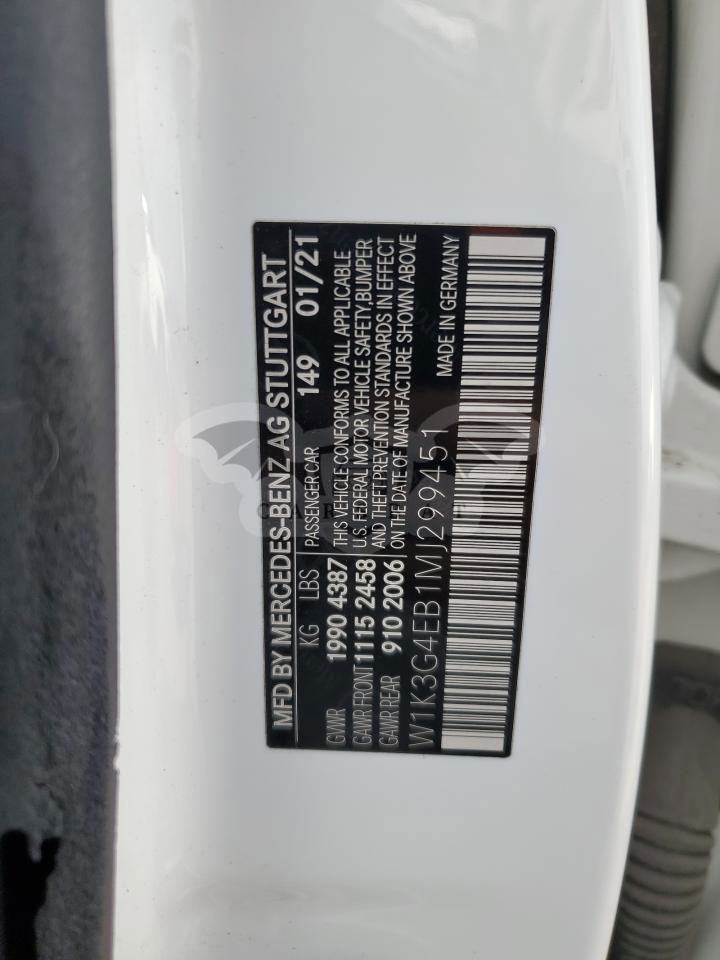 MFD BY MERCEDES-BENZ AG STUTTGART
KG LBS PASSENGER CAR 149 01/21
GVWR 1990 4387 THIS VEHICLE CONFORMS TO ALL APPLICABLE
GAWR FRONT 1115 2458 U.S. FEDERAL MOTOR VEHICLE SAFETY,BUMPER
GAWR REAR 910 2006 AND THEFT PREVENTION STANDARDS IN EFFECT
ON THE DATE OF MANUFACTURE SHOWN ABOVE
W1K3G4EB1MJ299451 MADE IN GERMANY